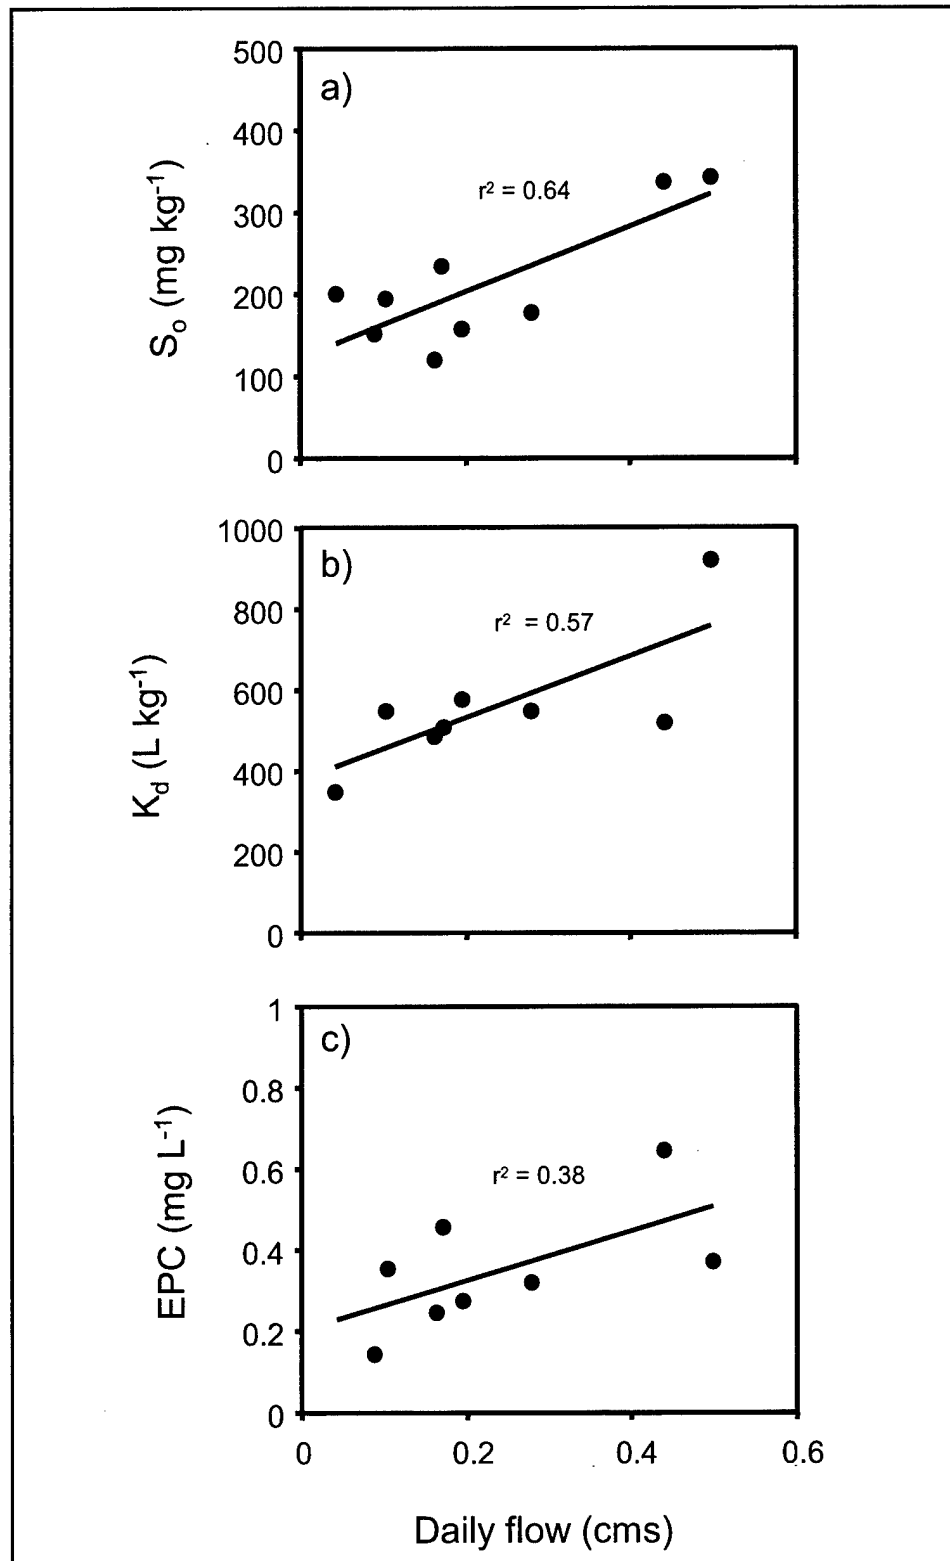 500
a)
400
r² = 0.64
300
200
100
0
Sₒ (mg kg⁻¹)
1000
b)
800
r² = 0.57
600
400
200
0
K_d (L kg⁻¹)
1
c)
0.8
r² = 0.38
0.6
0.4
0.2
0
EPC (mg L⁻¹)
0 0.2 0.4 0.6
Daily flow (cms)